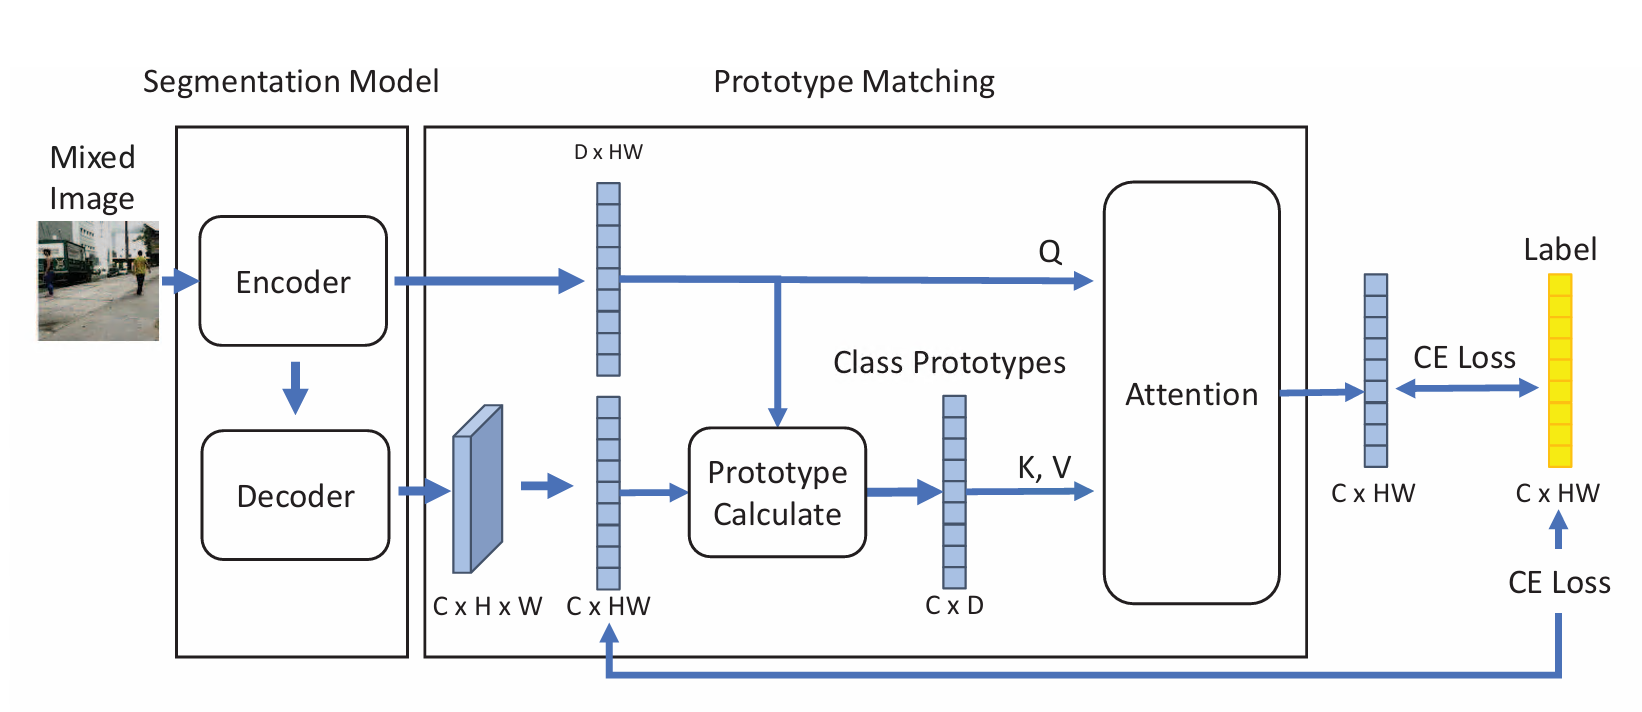 Segmentation Model
Prototype Matching
Mixed
Image
D x HW
Encoder
Q
Label
Class Prototypes
CE Loss
Attention
Decoder
Prototype
Calculate
K, V
C x HW
C x HW
C x H x W
C x HW
C x D
CE Loss